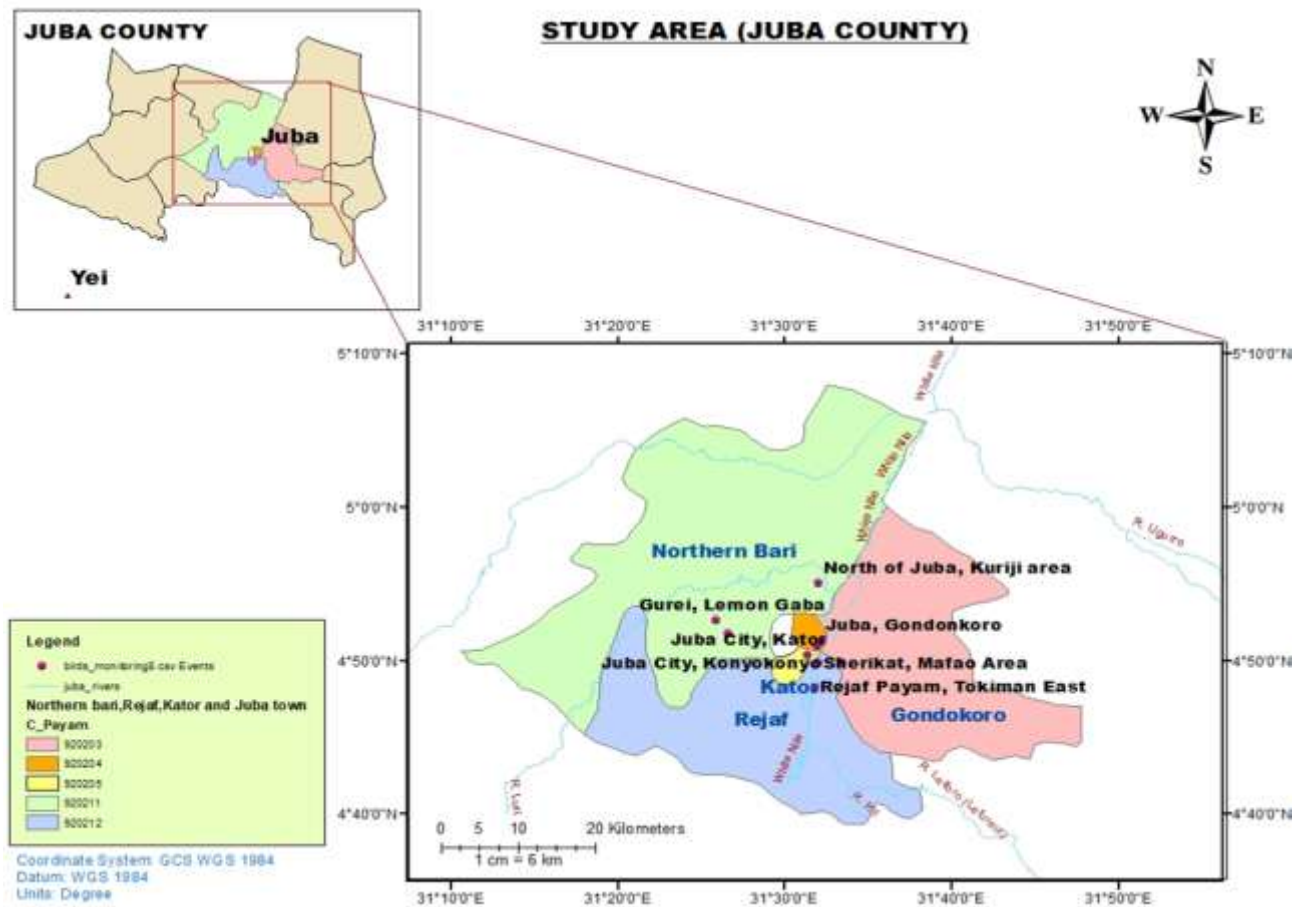 JUBA COUNTY
Juba
Yei
STUDY AREA (JUBA COUNTY)
N
W E
S
31°10'0"E 31°20'0"E 31°30'0"E 31°40'0"E 31°50'0"E
5°10'0"N 5°10'0"N
White Nile
White Nile
White Nile
5°0'0"N 5°0'0"N
Northern Bari
North of Juba, Kuriji area
Gurei, Lemon Gaba
Juba, Gondonkoro
Juba City, Kator
4°50'0"N 4°50'0"N
Juba City, Konyokonyo Sherikat, Mafao Area
Kator Rejaf Payam, Tokiman East
Rejaf
Gondokoro
White Nile
R. Luri
4°40'0"N 4°40'0"N
0 5 10 20 Kilometers
1 cm = 6 km
31°10'0"E 31°20'0"E 31°30'0"E 31°40'0"E 31°50'0"E
Legend
birds_monitoring8.csv Events
juba_rivers
Northern bari,Rejaf,Kator and Juba town
C_Payam
920203
920204
920205
920211
920212
Coordinate System: GCS WGS 1984
Datum: WGS 1984
Units: Degree